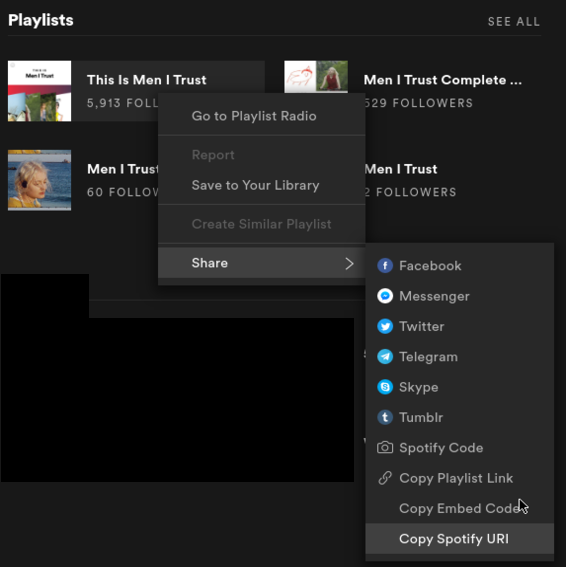 Playlists
SEE ALL
This Is Men I Trust
5,913 FOLL
Men I Trust Complete ...
529 FOLLOWERS
Men I Trust
60 FOLLOW
Men I Trust
2 FOLLOWERS
Go to Playlist Radio
Report
Save to Your Library
Create Similar Playlist
Share
Facebook
Messenger
Twitter
Telegram
Skype
Tumblr
Spotify Code
Copy Playlist Link
Copy Embed Code
Copy Spotify URI